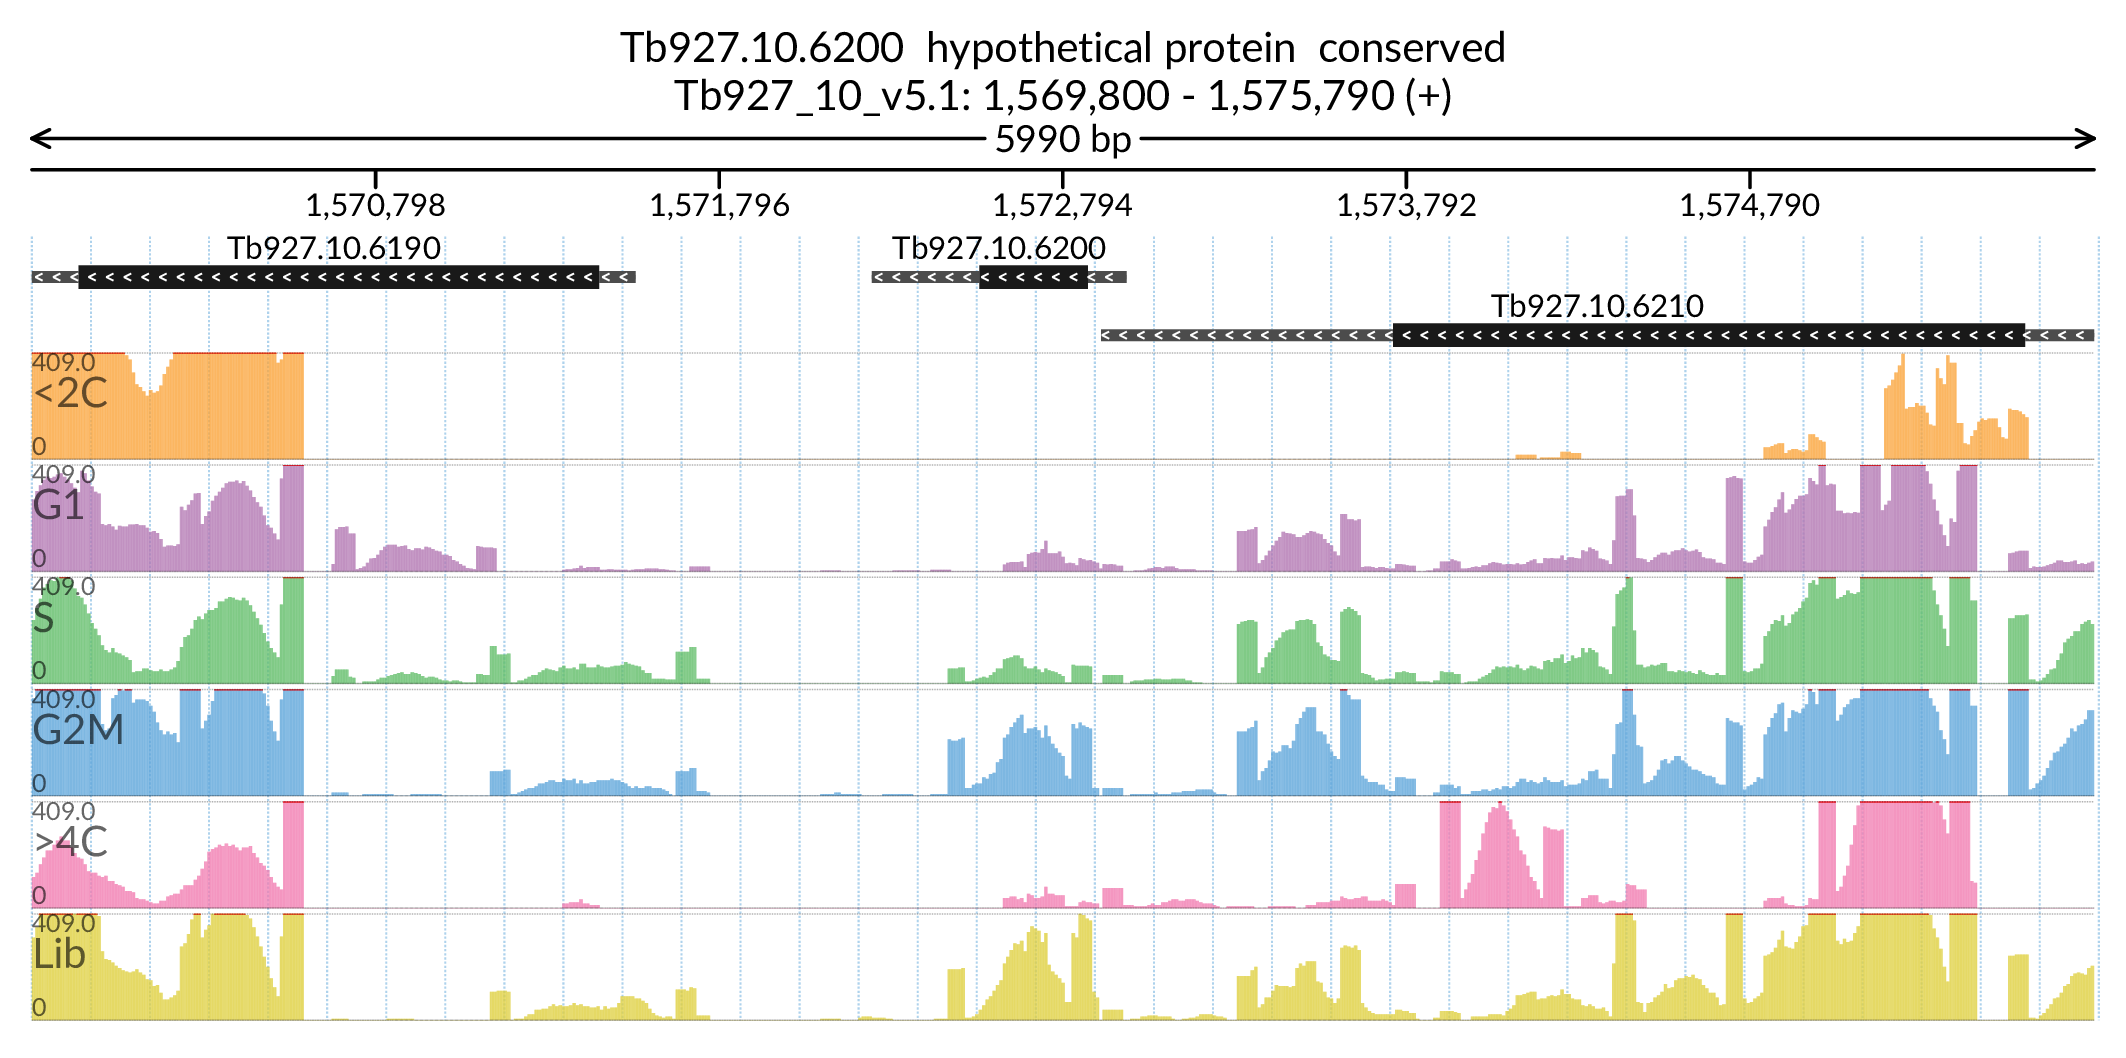 Tb927.10.6200 hypothetical protein conserved
Tb927_10_v5.1: 1,569,800 - 1,575,790 (+)
5990 bp
1,570,798 1,571,796 1,572,794 1,573,792 1,574,790
Tb927.10.6190 Tb927.10.6200
Tb927.10.6210
409.0
<2C
0
409.0
G1
0
409.0
S
0
409.0
G2M
0
409.0
>4C
0
409.0
Lib
0